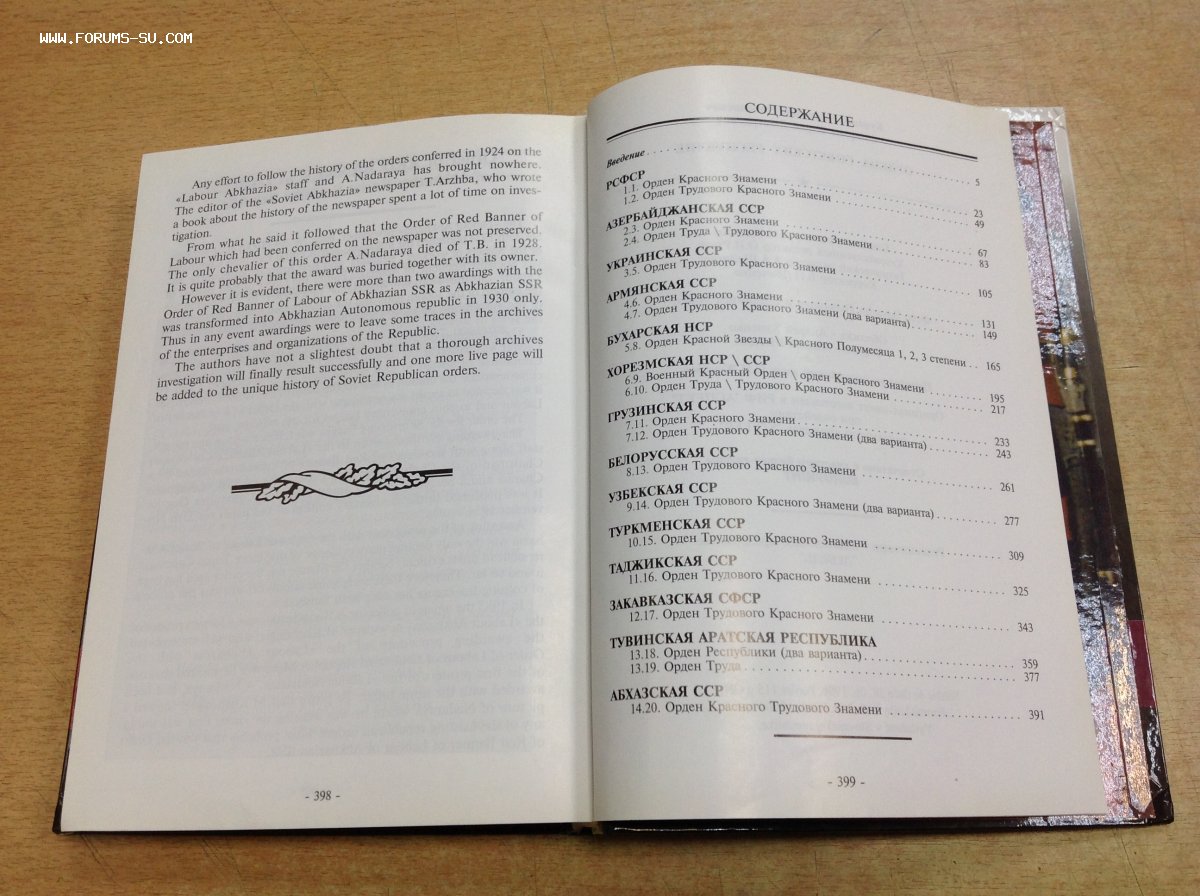 WWW.FORUMS-SU.COM
Any effort to follow the history of the orders conferred in 1924 on the
«Labour Abkhazia» staff and A.Nadaraya has brought nowhere.
The editor of the «Soviet Abkhazia» newspaper T.Arzhba, who wrote
a book about the history of the newspaper spent a lot of time on inves-
tigation.
From what he said it followed that the Order of Red Banner of
Labour which had been conferred on the newspaper was not preserved.
The only chevalier of this order A.Nadaraya died of T.B. in 1928.
It is quite probably that the award was buried together with its owner.
However it is evident, there were more than two awardings with the
Order of Red Banner of Labour of Abkhazian SSR as Abkhazian SSR
was transformed into Abkhazian Autonomous republic in 1930 only.
Thus in any event awardings were to leave some traces in the archives
of the enterprises and organizations of the Republic.
The authors have not a slightest doubt that a thorough archives
investigation will finally result successfully and one more live page will
be added to the unique history of Soviet Republican orders.
- 398 -
СОДЕРЖАНИЕ
Введение . . . . . . . . . . 5
РСФСР
1.1. Орден Красного Знамени . . . . . . . . . . 23
1.2. Орден Трудового Красного Знамени . . . . . . . . . . 49
АЗЕРБАЙДЖАНСКАЯ ССР
2.3. Орден Красного Знамени . . . . . . . . . . 67
2.4. Орден Труда \ Трудового Красного Знамени . . . . . . . . . . 83
УКРАИНСКАЯ ССР
3.5. Орден Трудового Красного Знамени . . . . . . . . . . 105
АРМЯНСКАЯ ССР
4.6. Орден Красного Знамени . . . . . . . . . . 131
4.7. Орден Трудового Красного Знамени (два варианта) . . . . . . . . . . 149
БУХАРСКАЯ НСР
5.8. Орден Красной Звезды \ Красного Полумесяца 1, 2, 3 степени . . 165
ХОРЕЗМСКАЯ НСР \ ССР
6.9. Военный Красный Орден \ орден Красного Знамени . . . . . . . . . . 195
6.10. Орден Труда \ Трудового Красного Знамени . . . . . . . . . . 217
ГРУЗИНСКАЯ ССР
7.11. Орден Красного Знамени . . . . . . . . . . 233
7.12. Орден Трудового Красного Знамени (два варианта) . . . . . . . . . . 243
БЕЛОРУССКАЯ ССР
8.13. Орден Трудового Красного Знамени . . . . . . . . . . 261
УЗБЕКСКАЯ ССР
9.14. Орден Трудового Красного Знамени (два варианта) . . . . . . . . . . 277
ТУРКМЕНСКАЯ ССР
10.15. Орден Трудового Красного Знамени . . . . . . . . . . 309
ТАДЖИКСКАЯ ССР
11.16. Орден Трудового Красного Знамени . . . . . . . . . . 325
ЗАКАВКАЗСКАЯ СФСР
12.17. Орден Трудового Красного Знамени . . . . . . . . . . 343
ТУВИНСКАЯ АРАТСКАЯ РЕСПУБЛИКА
13.18. Орден Республики (два варианта) . . . . . . . . . . 359
13.19. Орден Труда . . . . . . . . . . 377
АБХАЗСКАЯ ССР
14.20. Орден Красного Трудового Знамени . . . . . . . . . . 391
- 399 -